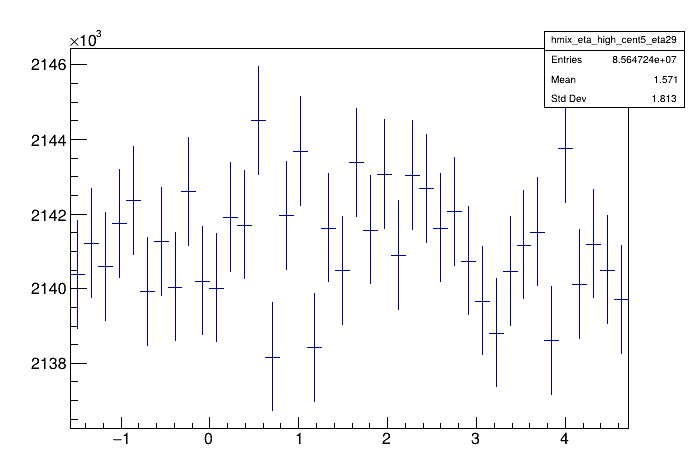 ×10³
hmix_eta_high_cent5_eta29
Entries 8.564724e+07
Mean 1.571
Std Dev 1.813
2146
2144
2142
2140
2138
−1 0 1 2 3 4